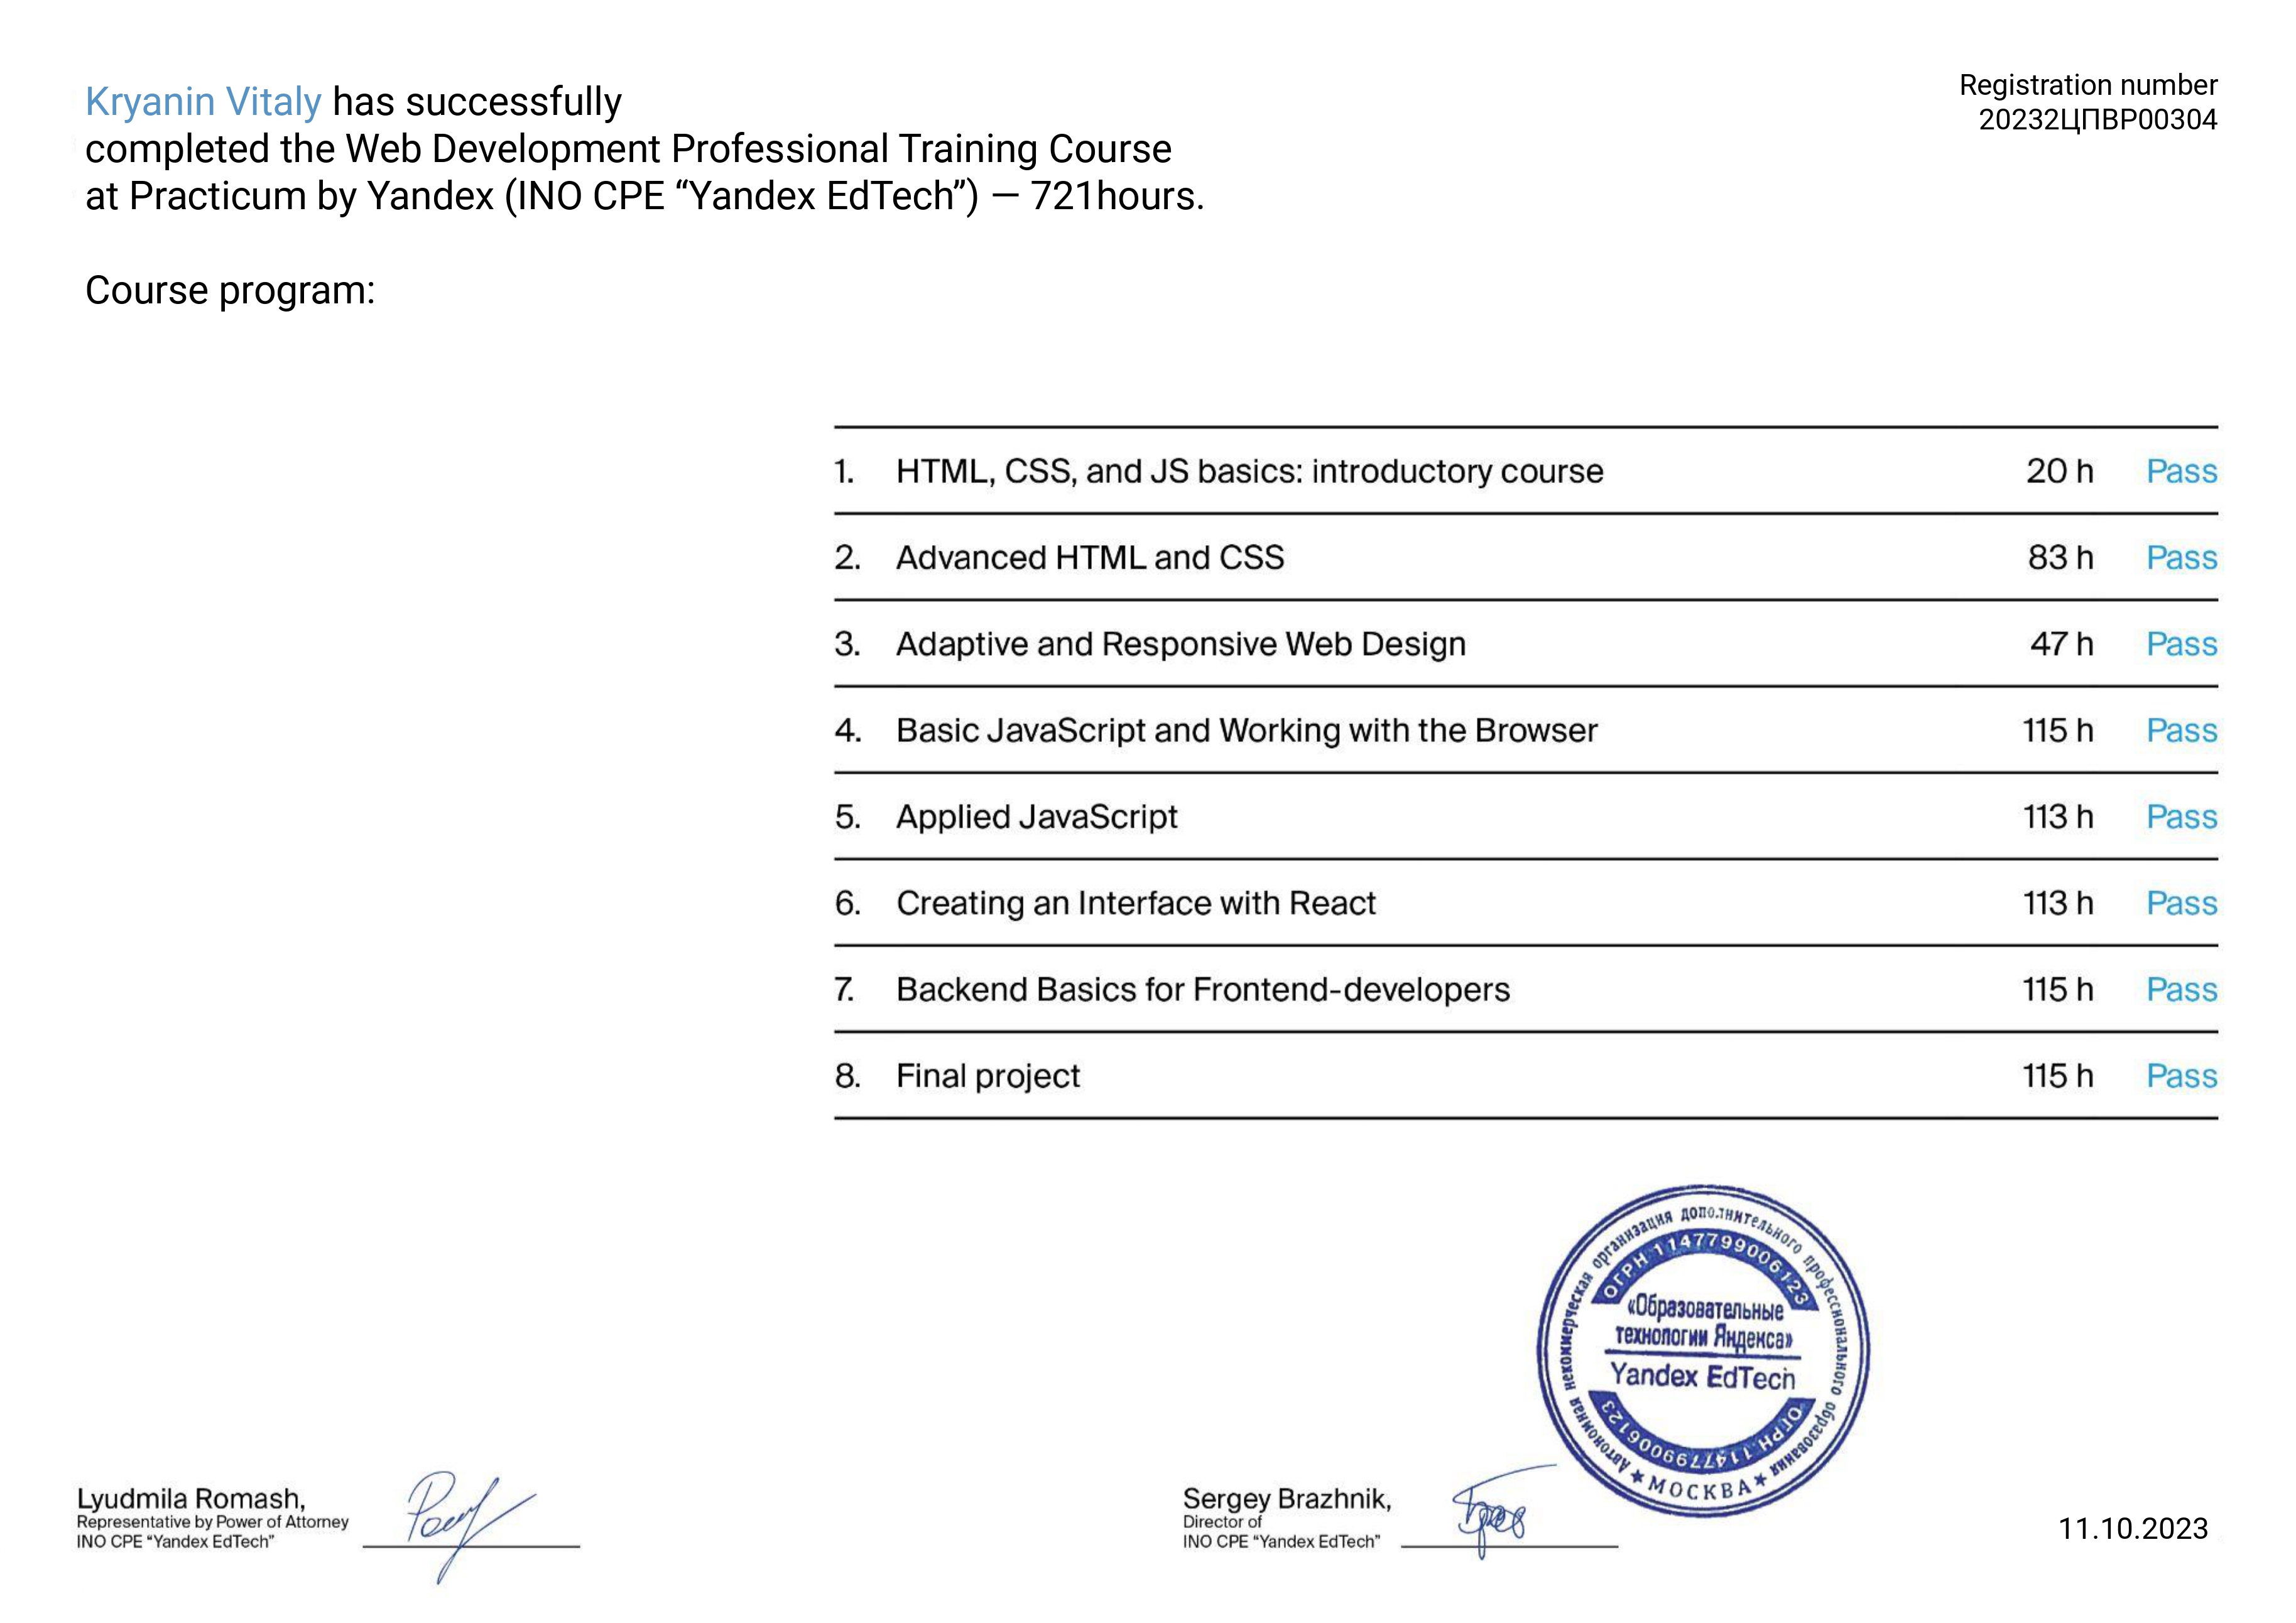 Kryanin Vitaly has successfully
completed the Web Development Professional Training Course
at Practicum by Yandex (INO CPE “Yandex EdTech”) — 721hours.
Registration number
20232ЦПВР00304
Course program:
1. HTML, CSS, and JS basics: introductory course 20 h Pass
2. Advanced HTML and CSS 83 h Pass
3. Adaptive and Responsive Web Design 47 h Pass
4. Basic JavaScript and Working with the Browser 115 h Pass
5. Applied JavaScript 113 h Pass
6. Creating an Interface with React 113 h Pass
7. Backend Basics for Frontend-developers 115 h Pass
8. Final project 115 h Pass
Автономная некоммерческая организация дополнительного профессионального образования
ОГРН 1147799006123
«Образовательные
технологии Яндекса»
Yandex EdTech
ОГРН 1147799006123
★ МОСКВА ★
Lyudmila Romash,
Representative by Power of Attorney
INO CPE “Yandex EdTech”
Sergey Brazhnik,
Director of
INO CPE “Yandex EdTech”
11.10.2023